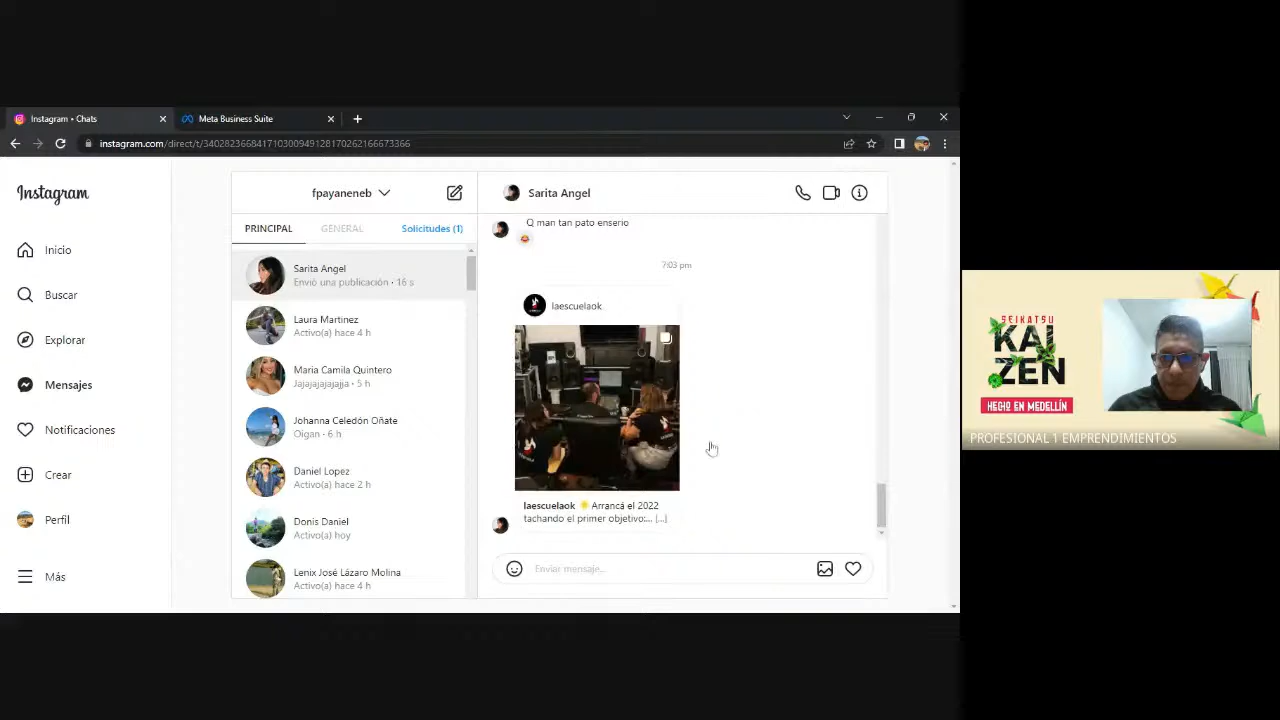 Instagram • Chats
Meta Business Suite
instagram.com/direct/t/340282366841710300949128170262166673366
Instagram
Inicio
Buscar
Explorar
Mensajes
Notificaciones
Crear
Perfil
Más
fpayaneneb
PRINCIPAL
GENERAL
Solicitudes (1)
Sarita Angel
Envió una publicación · 16 s
Laura Martinez
Activo(a) hace 4 h
Maria Camila Quintero
Jajajajajajja · 5 h
Johanna Celedón Oñate
Oigan · 6 h
Daniel Lopez
Activo(a) hace 2 h
Donis Daniel
Activo(a) hoy
Lenix José Lázaro Molina
Activo(a) hace 4 h
Sarita Angel
Q man tan pato enserio
7:03 pm
laescuelaok
laescuelaok ☀️ Arrancá el 2022
tachando el primer objetivo:... [...]
Enviar mensaje...
SEIKATSU
KAI
ZEN
HECHO EN MEDELLÍN
PROFESIONAL 1 EMPRENDIMIENTOS